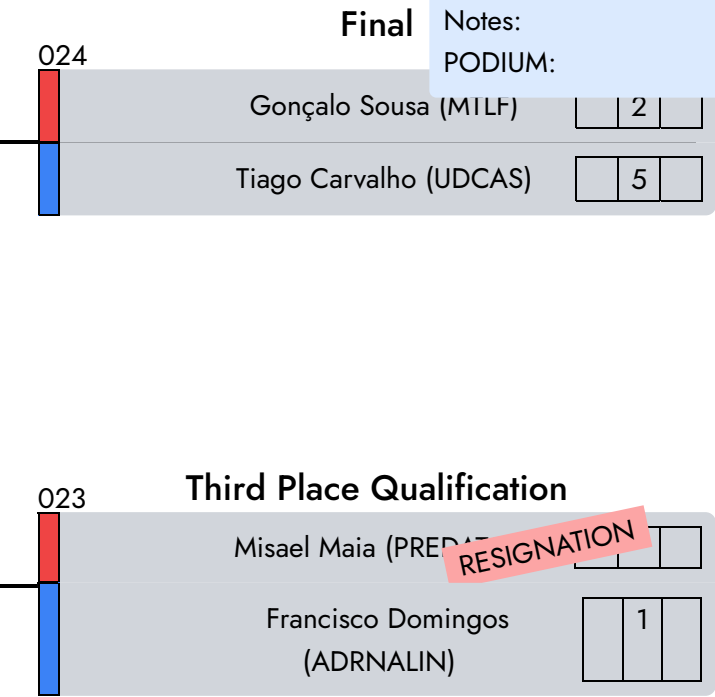 Final
Notes:
PODIUM:
024
Gonçalo Sousa (MTLF)
2
Tiago Carvalho (UDCAS)
5
Third Place Qualification
023
Misael Maia
RESIGNATION
Francisco Domingos
(ADRNALIN)
1